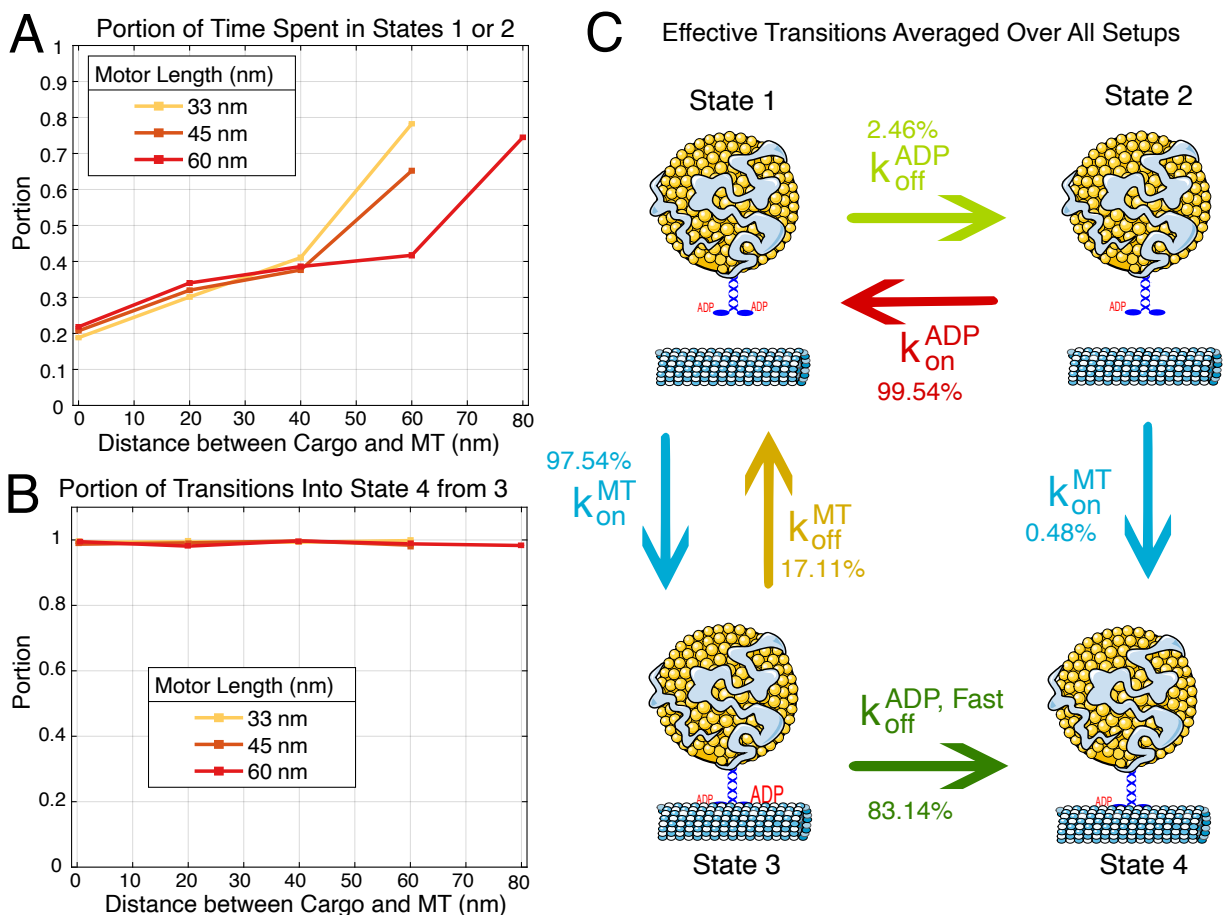 A
Portion of Time Spent in States 1 or 2
1
0.9
0.8
0.7
0.6
0.5
0.4
0.3
0.2
0.1
0
Portion
Motor Length (nm)
33 nm
45 nm
60 nm
0 10 20 30 40 50 60 70 80
Distance between Cargo and MT (nm)
B
Portion of Transitions Into State 4 from 3
1
0.8
0.6
0.4
0.2
0
Portion
Motor Length (nm)
33 nm
45 nm
60 nm
0 10 20 30 40 50 60 70 80
Distance between Cargo and MT (nm)
C
Effective Transitions Averaged Over All Setups
State 1
State 2
2.46%
k ADP off
ADP ADP
ADP
k ADP on
99.54%
97.54%
k MT on
k MT off
17.11%
k MT on
0.48%
ADP ADP
k ADP, Fast off
83.14%
ADP
State 3
State 4